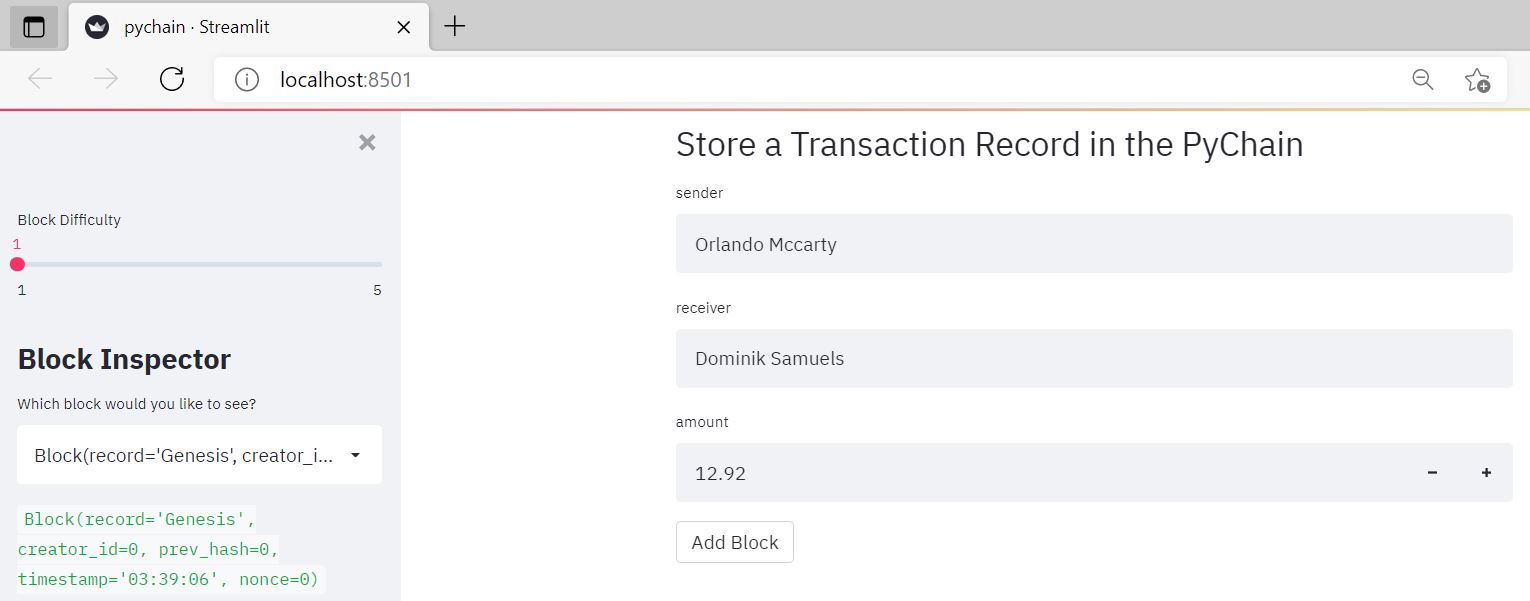 pychain · Streamlit
localhost:8501
Block Difficulty
1
1 5
Block Inspector
Which block would you like to see?
Block(record='Genesis', creator_i...
Block(record='Genesis',
creator_id=0, prev_hash=0,
timestamp='03:39:06', nonce=0)
Store a Transaction Record in the PyChain
sender
Orlando Mccarty
receiver
Dominik Samuels
amount
12.92
Add Block